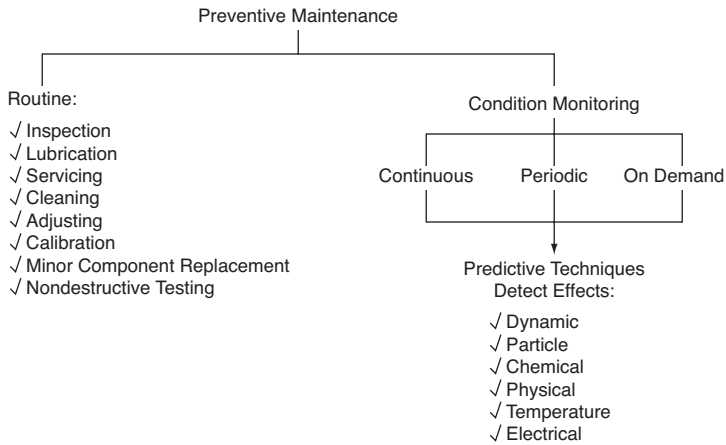 Preventive Maintenance
Routine:
√ Inspection
√ Lubrication
√ Servicing
√ Cleaning
√ Adjusting
√ Calibration
√ Minor Component Replacement
√ Nondestructive Testing
Condition Monitoring
Continuous Periodic On Demand
Predictive Techniques
Detect Effects:
√ Dynamic
√ Particle
√ Chemical
√ Physical
√ Temperature
√ Electrical